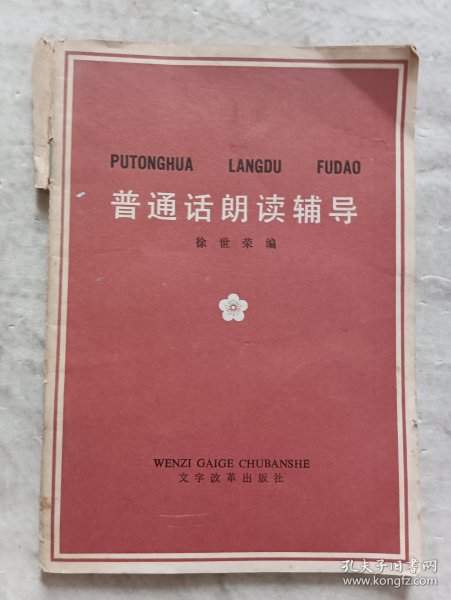 PUTONGHUA LANGDU FUDAO
普通话朗读辅导
徐世荣编
WENZI GAIGE CHUBANSHE
文字改革出版社
孔夫子旧书网
www.kongfz.com